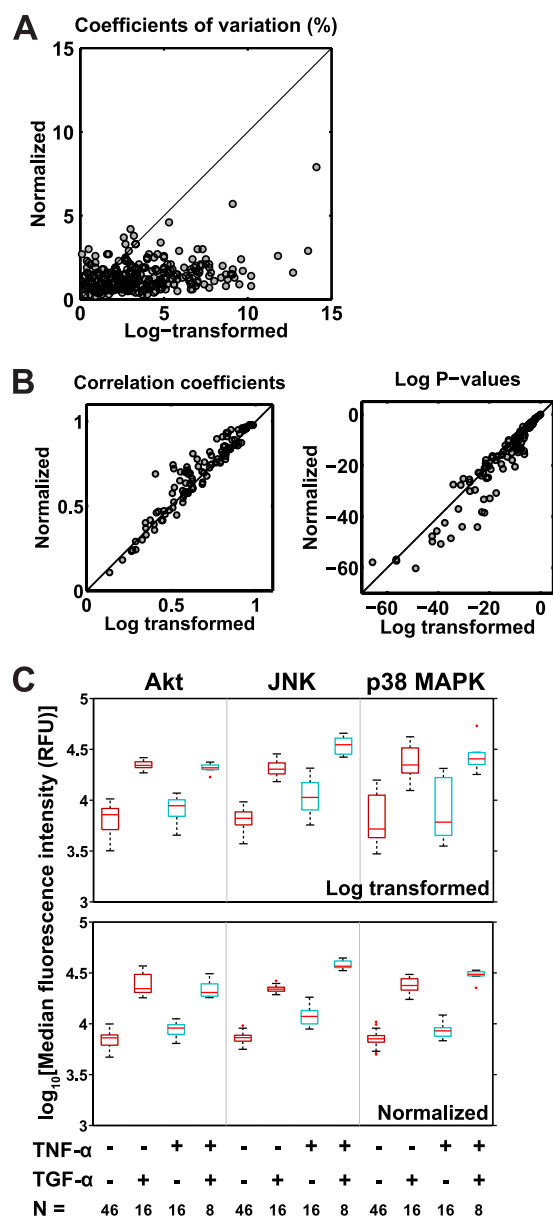 A
Coefficients of variation (%)
15
10
5
0
0 5 10 15
Normalized
Log-transformed
B
Correlation coefficients
1
0.5
0
0 0.5 1
Normalized
Log transformed
Log P-values
0
-20
-40
-60
-60 -40 -20 0
Normalized
Log transformed
C
Akt JNK p38 MAPK
5
4.5
4
3.5
3
Log transformed
5
4.5
4
3.5
3
Normalized
log10[Median fluorescence intensity (RFU)]
TNF-α - - + + - - + + - - + +
TGF-α - + - + - + - + - + - +
N = 46 16 16 8 46 16 16 8 46 16 16 8